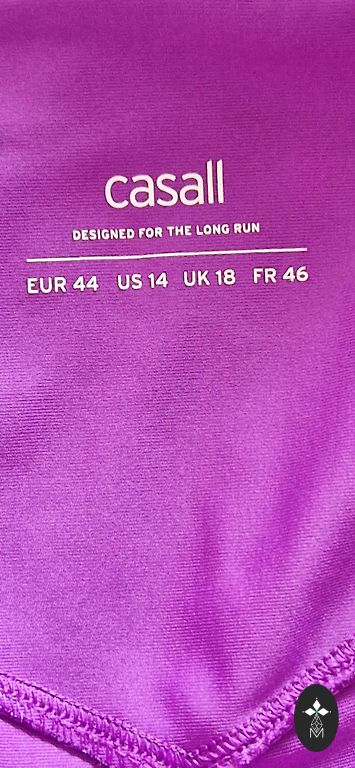 casall
DESIGNED FOR THE LONG RUN
EUR 44 US 14 UK 18 FR 46